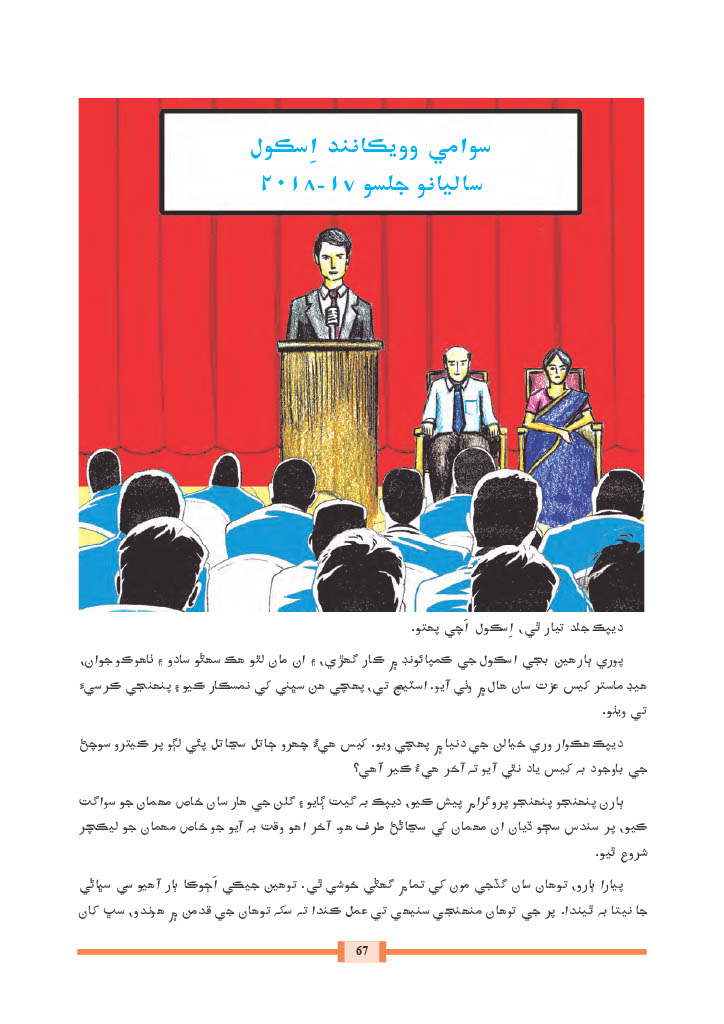 سوامي وويڪانند اِسڪول
ساليانو جلسو ١٧-٢٠١٨
ديپڪ جلد تيار ٿي، اِسڪول اَچي پهتو.
پوري ٻارهين بجي اسڪول جي ڪمپائونڊ ۾ ڪار گهڙي، ۽ ان مان لٿو هڪ سهڻو سادو ۽ ٺاهوڪو جوان،
هيڊ ماستر کيس عزت سان هال ۾ وٺي آيو. اسٽيج تي، پهچي هن سڀني کي نمسڪار ڪيو ۽ پنهنجي ڪرسيءَ
تي ويٺو.
ديپڪ هڪوار وري خيالن جي دنيا ۾ پهچي ويو. کيس هيءُ چهرو ڄاتل سڃاتل پئي لڳو پر ڪيترو سوچڻ
جي باوجود به کيس ياد نٿي آيو ته آخر هيءُ ڪير آهي؟
ٻارن پنهنجو پنهنجو پروگرام پيش ڪيو، ديپڪ به گيت ڳايو ۽ گلن جي هار سان خاص مهمان جو سواگت
ڪيو، پر سندس سڄو ڌيان ان مهمان کي سڃاڻڻ طرف هو. آخر اهو وقت به آيو جو خاص مهمان جو ليڪچر
شروع ٿيو.
پيارا ٻارو، توهان سان گڏجي مون کي تمام گهڻي خوشي ٿي. توهين جيڪي اَڄوڪا ٻار آهيو سي سڀاڻي
جا نيتا به ٿيندا. پر جي توهان منهنجي سنيهي تي عمل ڪندا ته سک توهان جي قدمن ۾ هوندو، سڀ کان
67